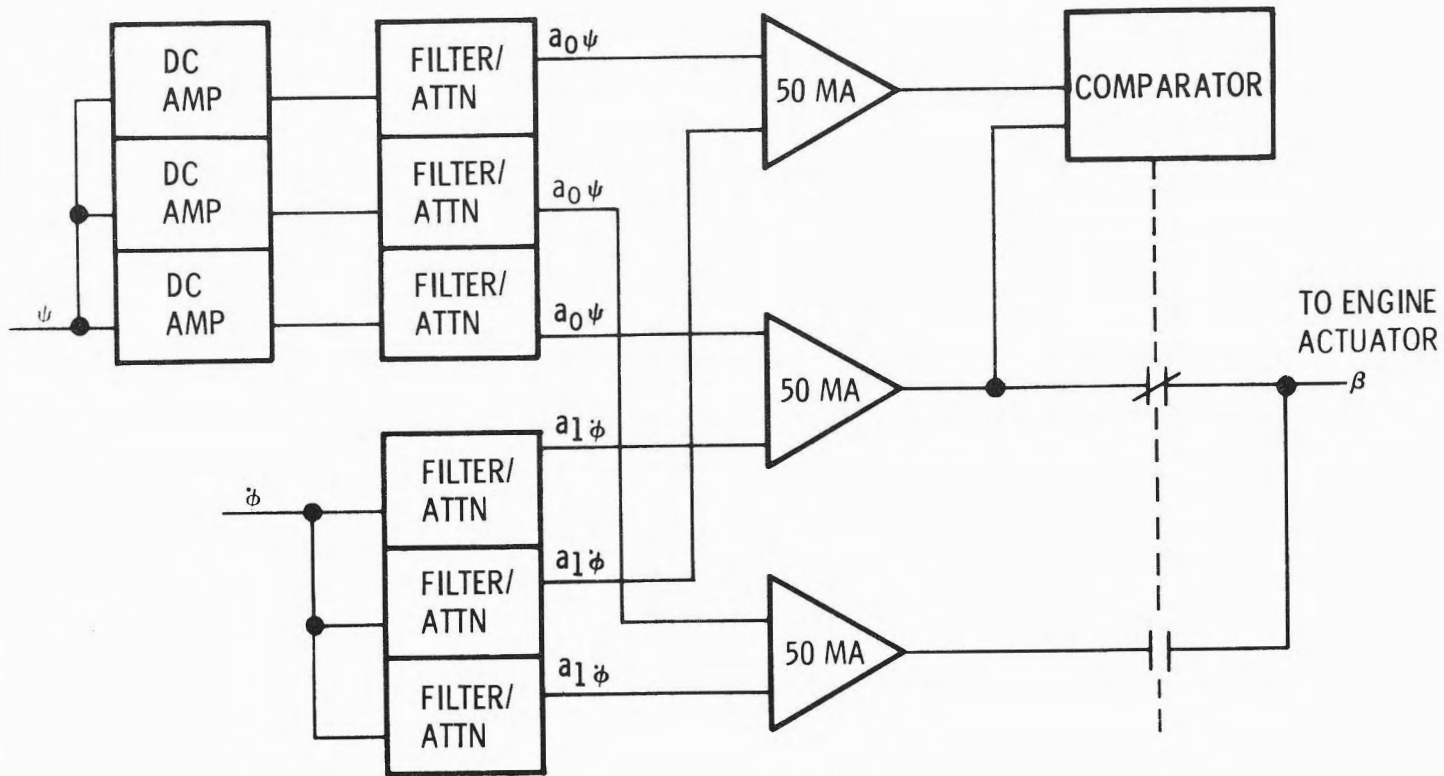 DC
AMP
DC
AMP
DC
AMP
ψ
FILTER/
ATTN
FILTER/
ATTN
FILTER/
ATTN
a₀ψ
a₀ψ
a₀ψ
φ̇
FILTER/
ATTN
FILTER/
ATTN
FILTER/
ATTN
a₁φ̇
a₁φ̇
a₁φ̇
50 MA
50 MA
50 MA
COMPARATOR
TO ENGINE
ACTUATOR
β